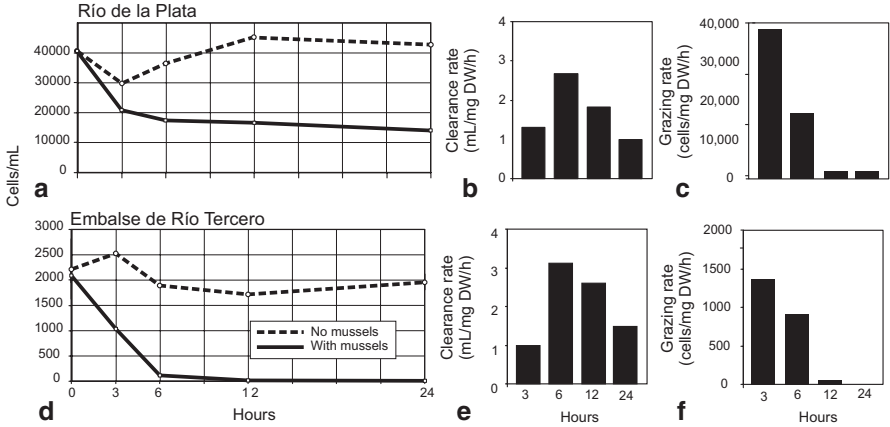 Río de la Plata
Cells/mL
40000
30000
20000
10000
0
a
Clearance rate
(mL/mg DW/h)
4
3
2
1
0
b
Grazing rate
(cells/mg DW/h)
40,000
30,000
20,000
10,000
0
c
Embalse de Río Tercero
3000
2500
2000
1500
1000
500
0
No mussels
With mussels
0 3 6 12 24
Hours
d
Clearance rate
(mL/mg DW/h)
4
3
2
1
0
3 6 12 24
Hours
e
Grazing rate
(cells/mg DW/h)
2000
1500
1000
500
0
3 6 12 24
Hours
f